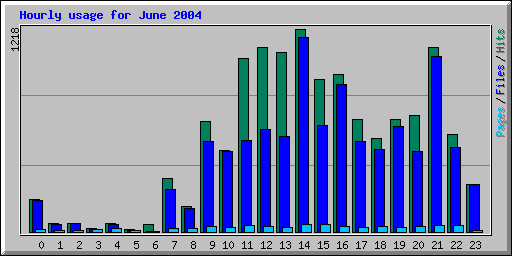 Hourly usage for June 2004
1218
Pages/Files/Hits
0 1 2 3 4 5 6 7 8 9 10 11 12 13 14 15 16 17 18 19 20 21 22 23